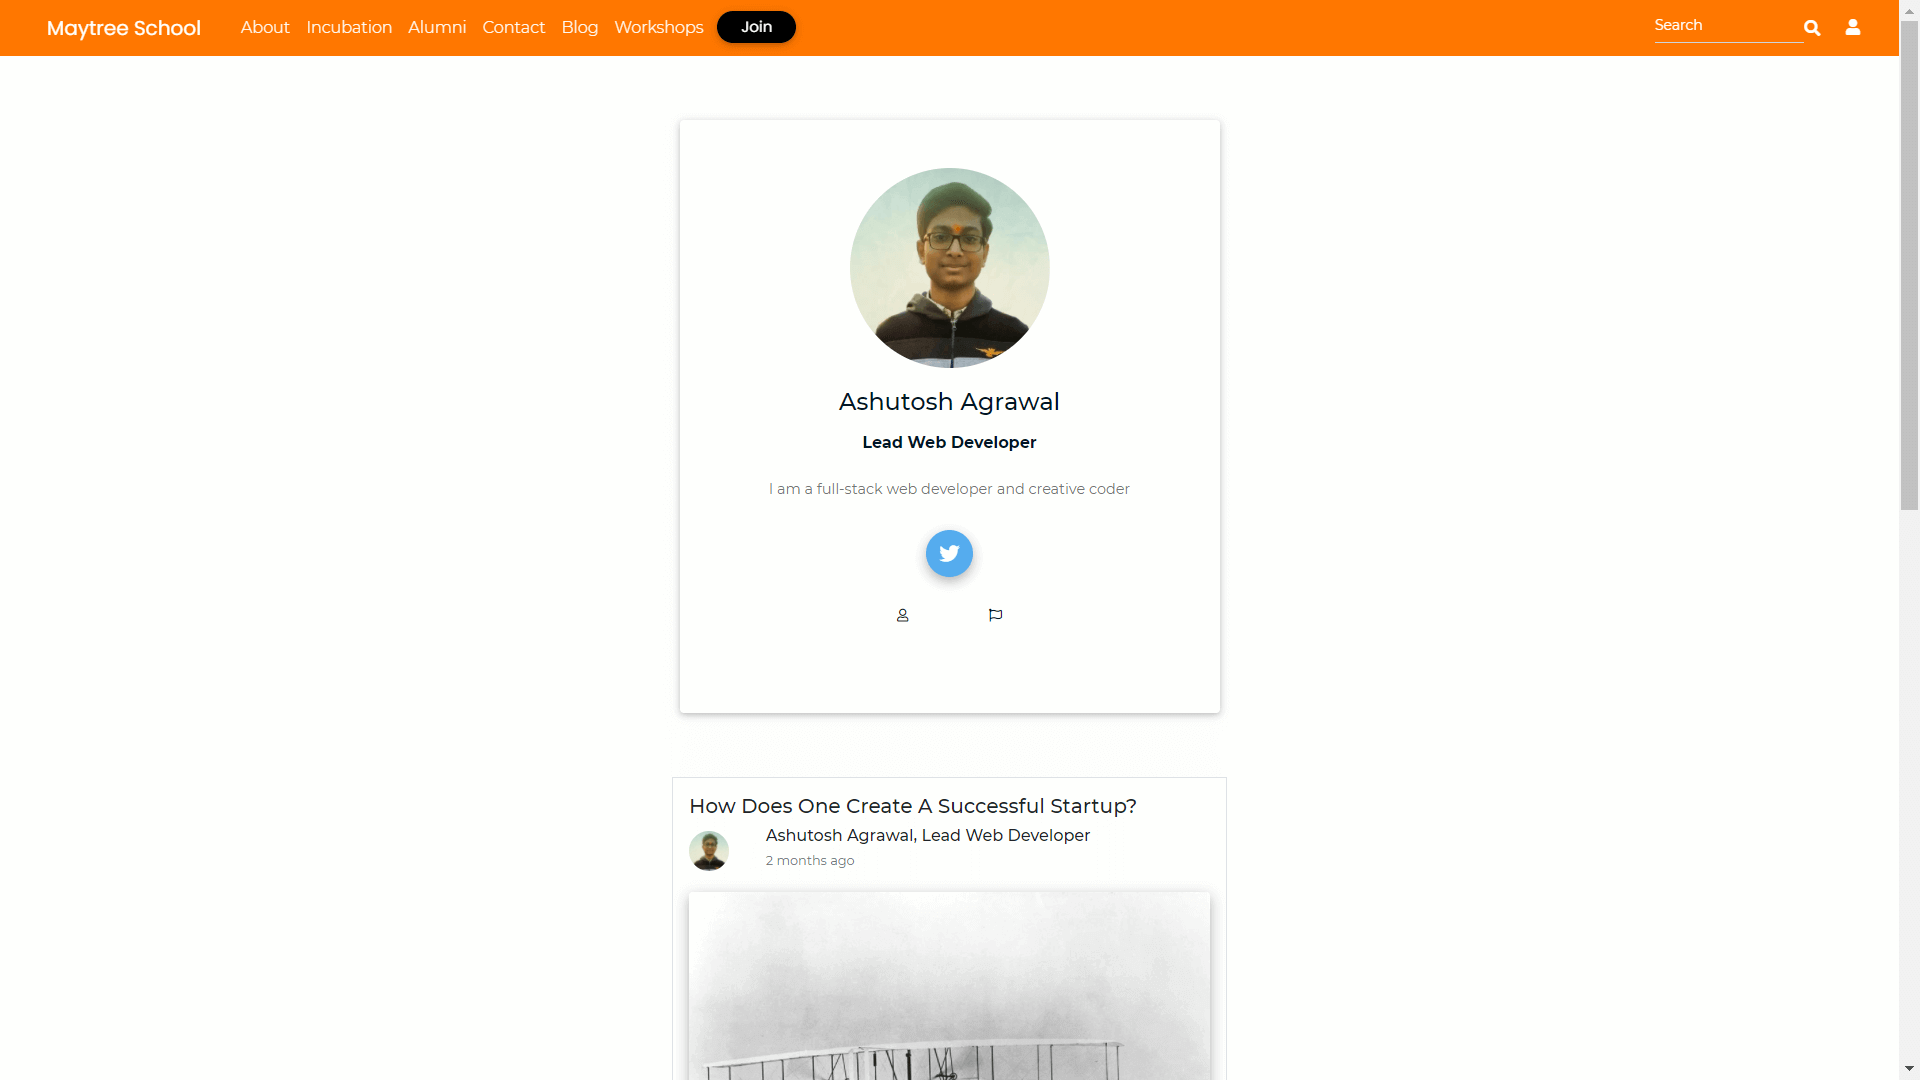 Maytree School About Incubation Alumni Contact Blog Workshops Join Search
Ashutosh Agrawal
Lead Web Developer
I am a full-stack web developer and creative coder
How Does One Create A Successful Startup?
Ashutosh Agrawal, Lead Web Developer
2 months ago